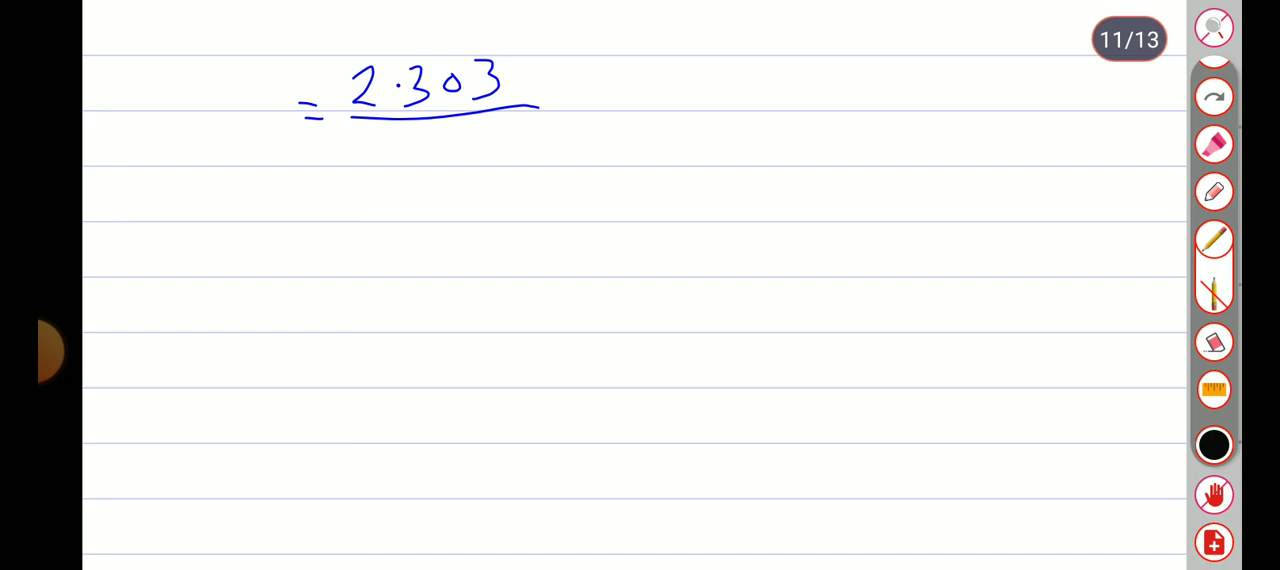 11/13
= 2.303